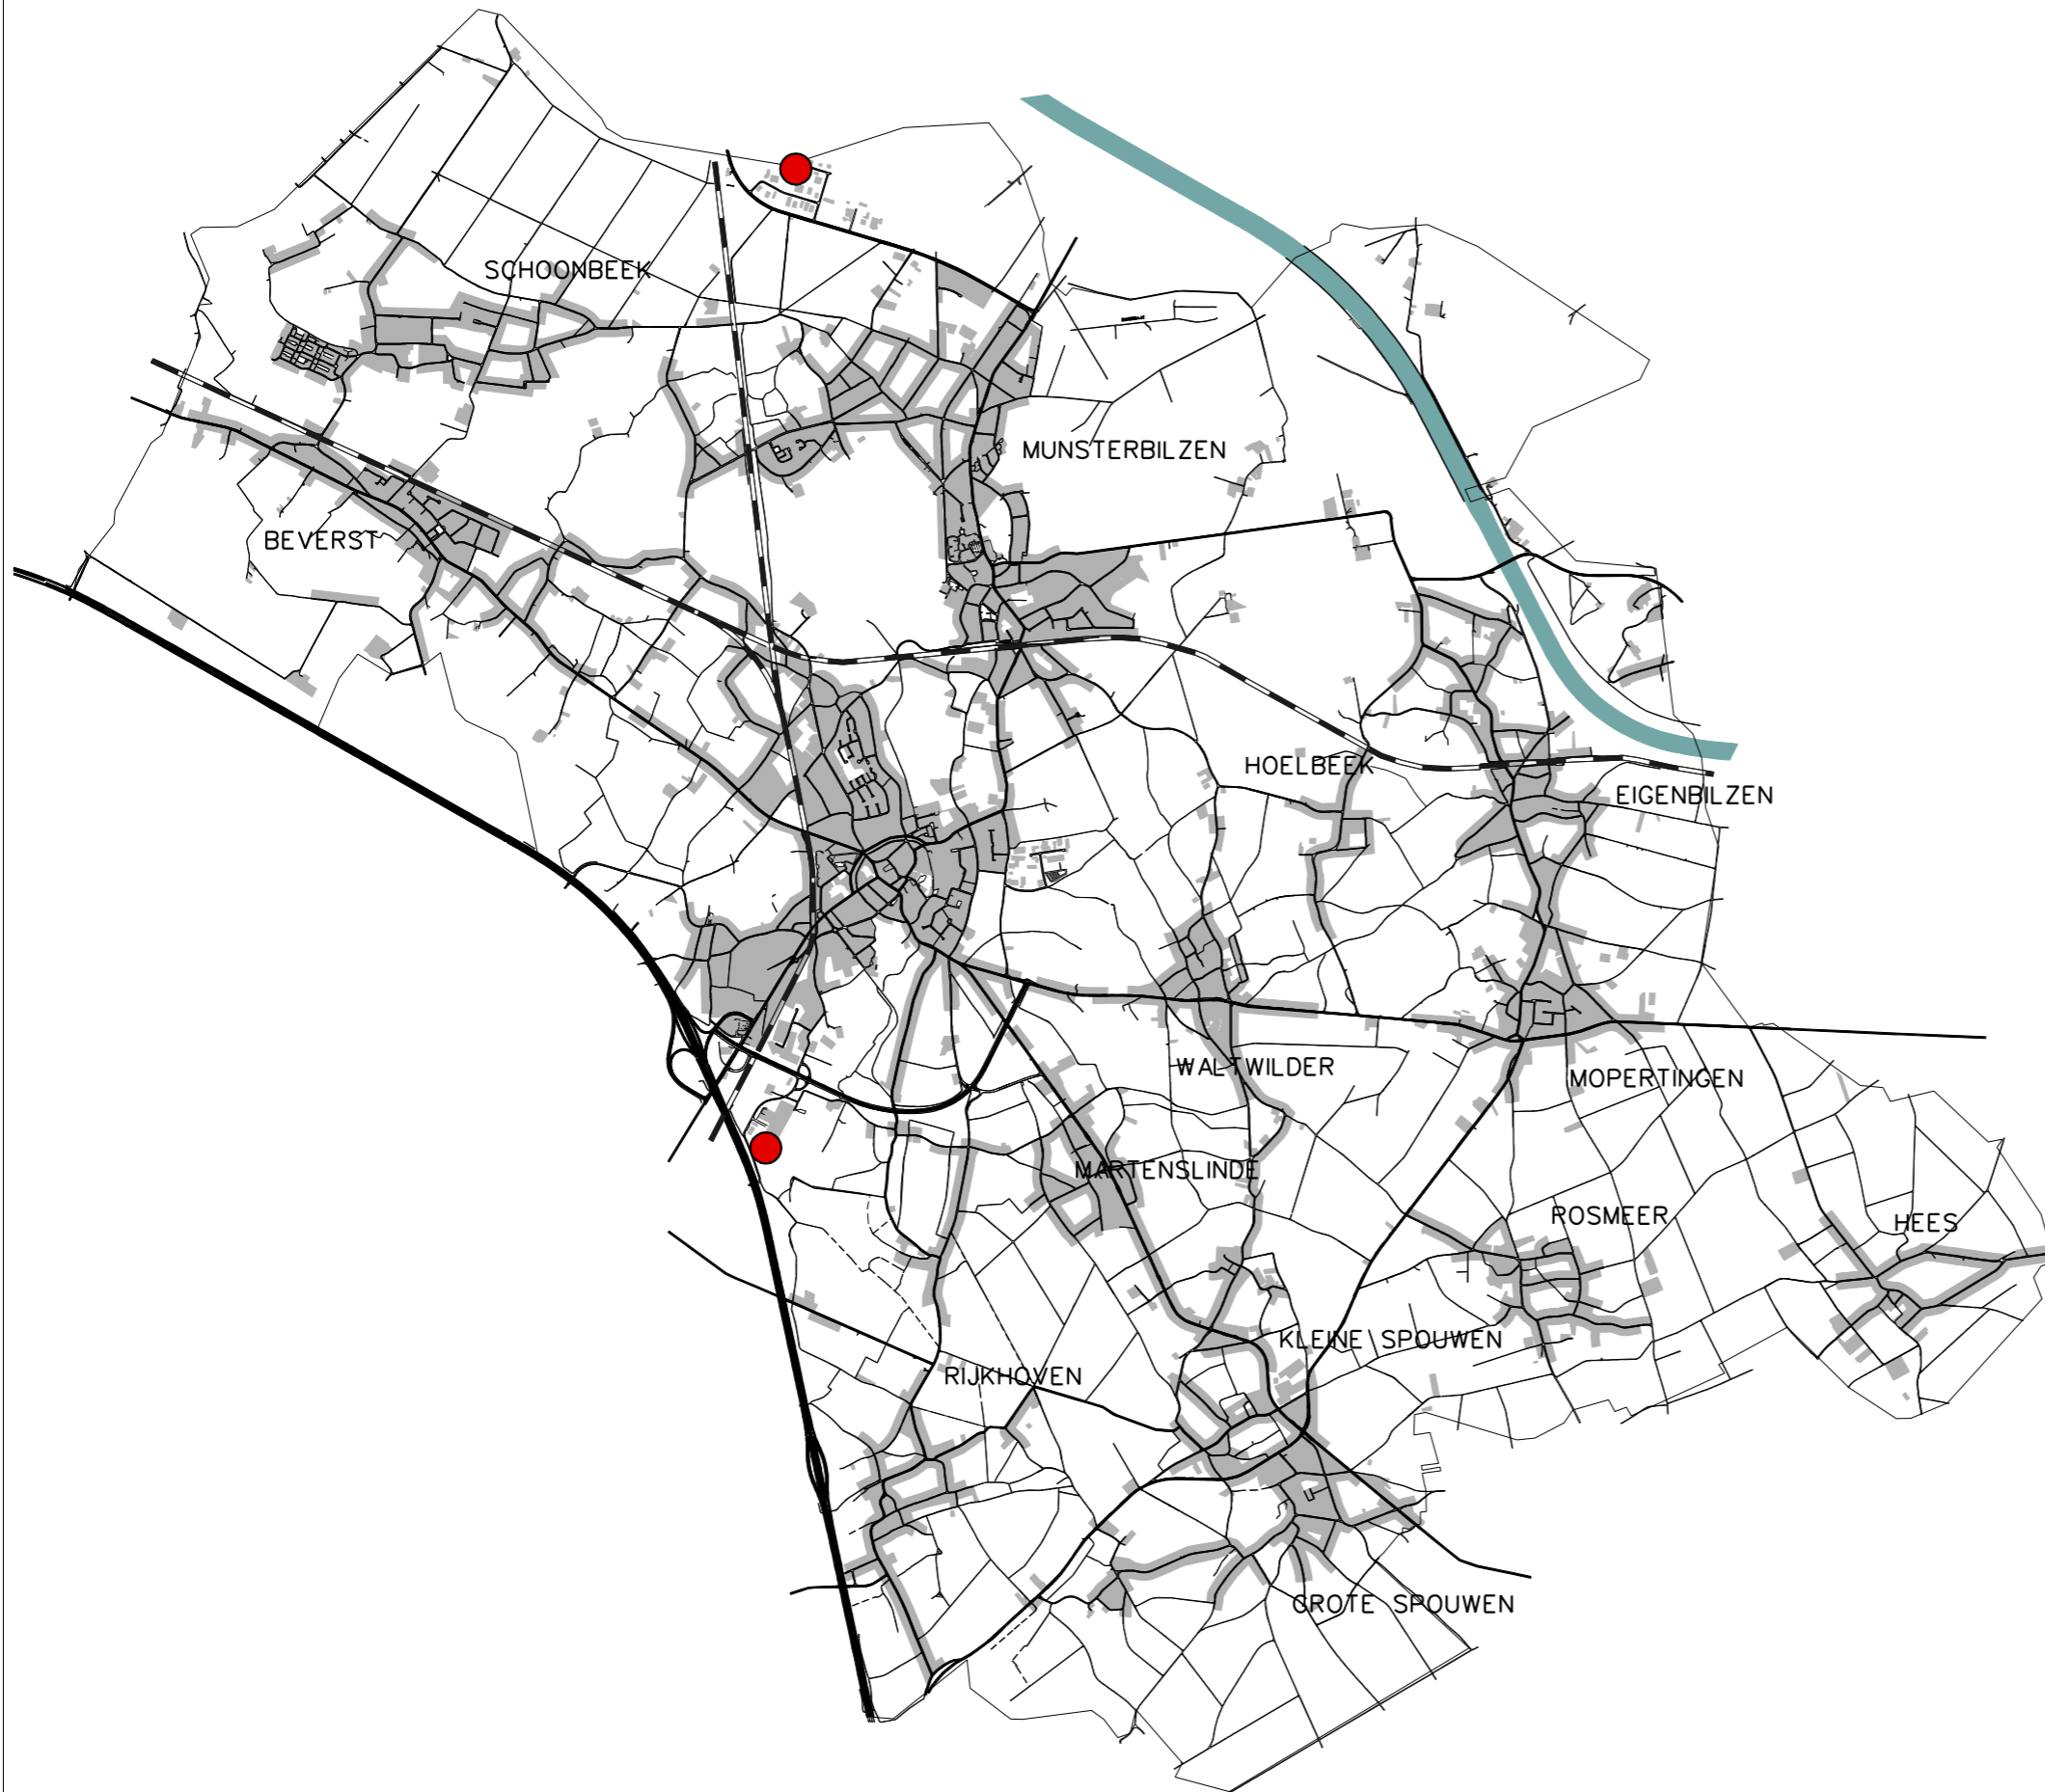 SCHOONBEEK
MUNSTERBILZEN
BEVERST
HOELBEEK
EIGENBILZEN
WALTWILDER
MOPERTINGEN
MARTENSLINDE
ROSMEER
HEES
KLEINE SPOUWEN
RIJKHOVEN
GROTE SPOUWEN